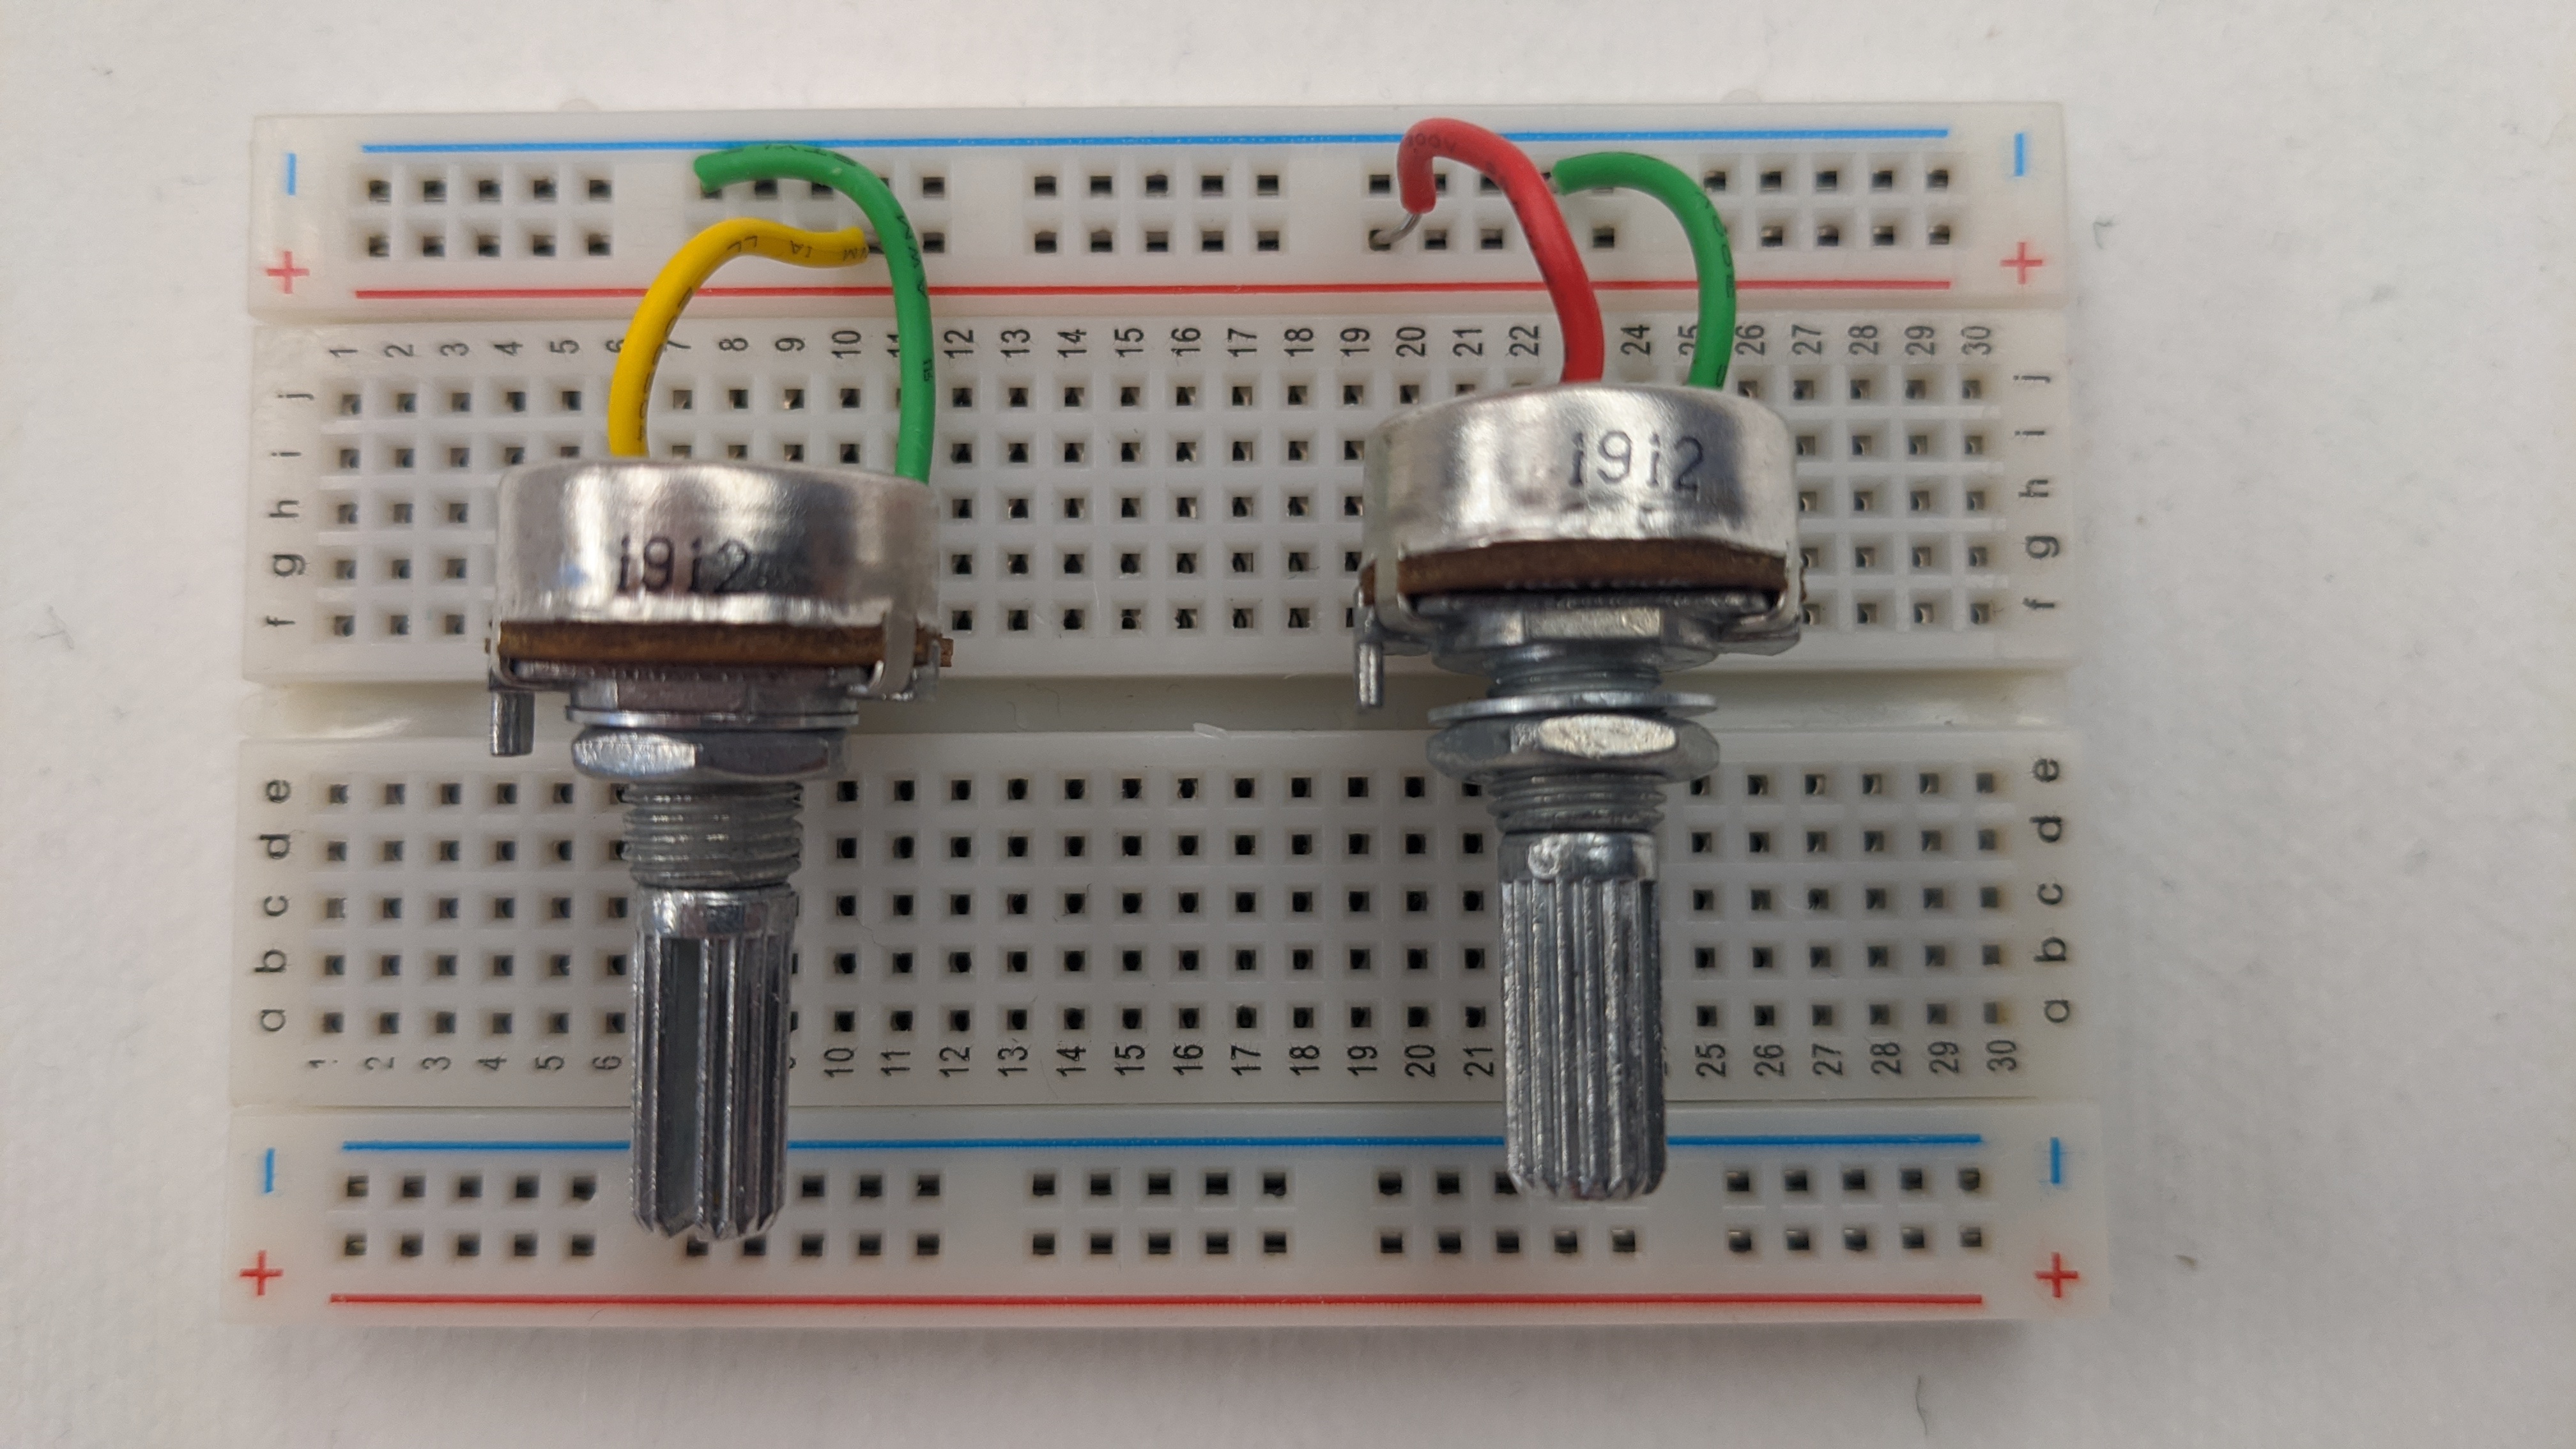 − −
+ +
1 2 3 4 5 6 7 8 9 10 11 12 13 14 15 16 17 18 19 20 21 22 24 25 26 27 28 29 30
j j
i i
h h
g g
f f
i9i2 i9i2
e e
d d
c c
b b
a a
1 2 3 4 5 6 10 11 12 13 14 15 16 17 18 19 20 21 25 26 27 28 29 30
− −
+ +